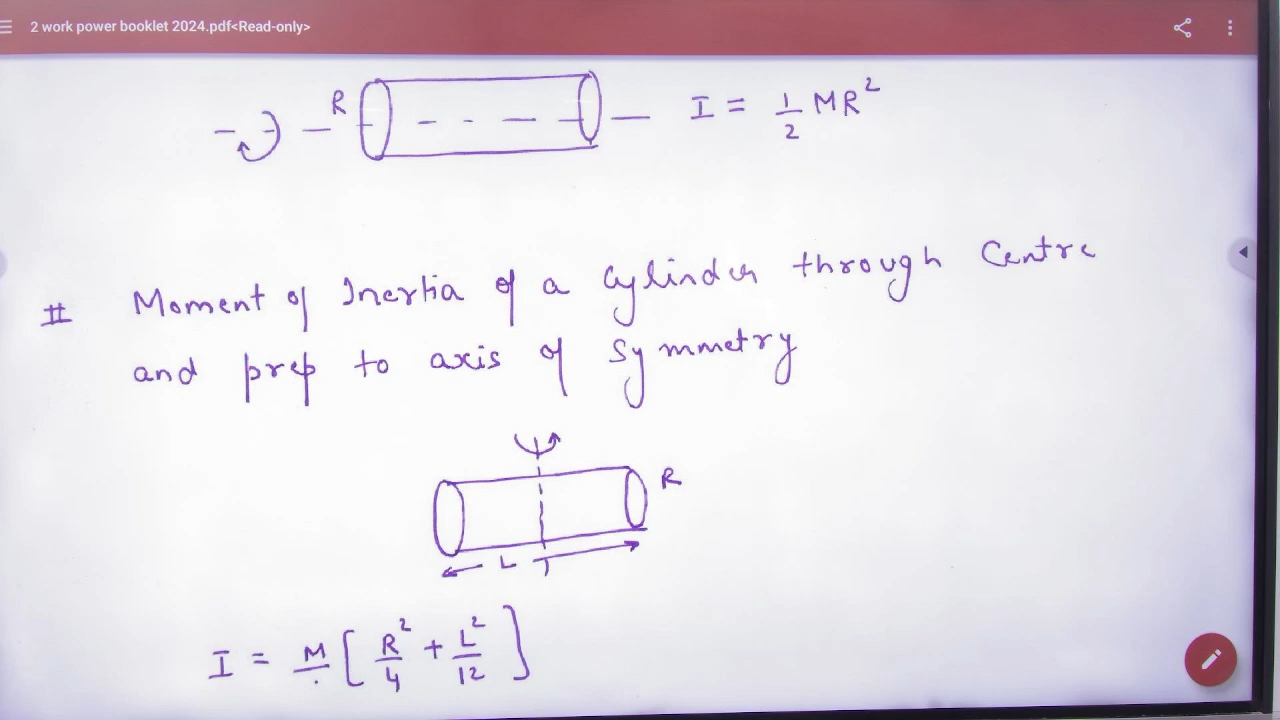 2 work power booklet 2024.pdf<Read-only>
R I = 1/2 MR²
# Moment of Inertia of a Cylinder through Centre
and prep to axis of symmetry
R
L
I = M [ R²/4 + L²/12 ]